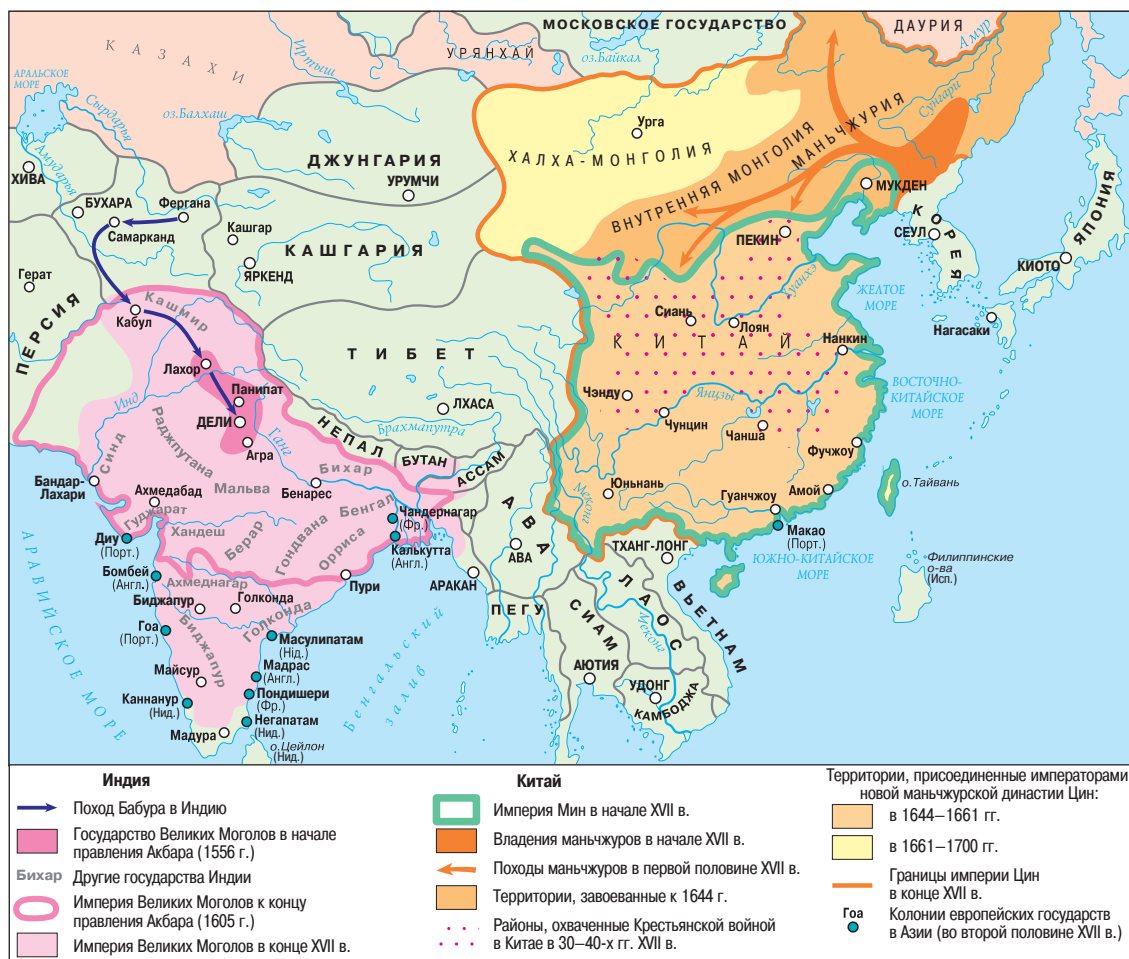 МОСКОВСКОЕ ГОСУДАРСТВО
ДАУРИЯ
Амур
КАЗАХИ
Иртыш
УРЯНХАЙ
оз.Байкал
АРАЛЬСКОЕ
МОРЕ
Сырдарья
оз.Балхаш
Сунгари
Урга
ХАЛХА-МОНГОЛИЯ
МАНЬЧЖУРИЯ
ВНУТРЕННЯЯ МОНГОЛИЯ
Амударья
ДЖУНГАРИЯ
УРУМЧИ
ХИВА
МУКДЕН
БУХАРА
Фергана
Самарканд
Кашгар
КАШГАРИЯ
ЯРКЕНД
ПЕКИН
КОРЕЯ
СЕУЛ
ЯПОНИЯ
КИОТО
Герат
ПЕРСИЯ
Кашмир
Кабул
Хуанхэ
ЖЕЛТОЕ
МОРЕ
Нагасаки
Сиань
Лоян
КИТАЙ
Нанкин
ТИБЕТ
Лахор
Панипат
Инд
ДЕЛИ
Агра
Ганг
ЛХАСА
Брахмапутра
Чэнду
Янцзы
Чунцин
Чанша
ВОСТОЧНО-
КИТАЙСКОЕ
МОРЕ
Фучжоу
НЕПАЛ
БУТАН
АССАМ
Синд
Раджпутана
Бихар
Бандар-
Лахари
Ахмедабад
Мальва
Бенарес
Меконг
Юньнань
Гуанчжоу
Амой
о.Тайвань
Гуджарат
Хандеш
Берар
Гондвана
Бенгал
Чандернагар
(Фр.)
АВА
АВА
Макао
(Порт.)
Диу
(Порт.)
Орриса
Калькутта
(Англ.)
ТХАНГ-ЛОНГ
ЮЖНО-КИТАЙСКОЕ
МОРЕ
Филиппинские
о-ва
(Исп.)
Бомбей
(Англ.)
Ахмеднагар
Пури
АРАКАН
ПЕГУ
ЛАОС
ВЬЕТНАМ
Биджапур
Голконда
Голконда
СИАМ
Гоа
(Порт.)
Биджапур
Масулипатам
(Нід.)
Меконг
АРАВИЙСКОЕ МОРЕ
Мадрас
(Англ.)
Бенгальский
залив
АЮТИЯ
УДОНГ
КАМБОДЖА
Майсур
Пондишери
(Фр.)
Каннанур
(Нид.)
Негапатам
(Нид.)
Мадура
о.Цейлон
(Нид.)
Индия
Поход Бабура в Индию
Государство Великих Моголов в начале
правления Акбара (1556 г.)
Бихар Другие государства Индии
Империя Великих Моголов к концу
правления Акбара (1605 г.)
Империя Великих Моголов в конце XVII в.
Китай
Империя Мин в начале XVII в.
Владения маньчжуров в начале XVII в.
Походы маньчжуров в первой половине XVII в.
Территории, завоеванные к 1644 г.
Районы, охваченные Крестьянской войной
в Китае в 30–40-х гг. XVII в.
Территории, присоединенные императорами
новой маньчжурской династии Цин:
в 1644–1661 гг.
в 1661–1700 гг.
Границы империи Цин
в конце XVII в.
Гоа Колонии европейских государств
в Азии (во второй половине XVII в.)